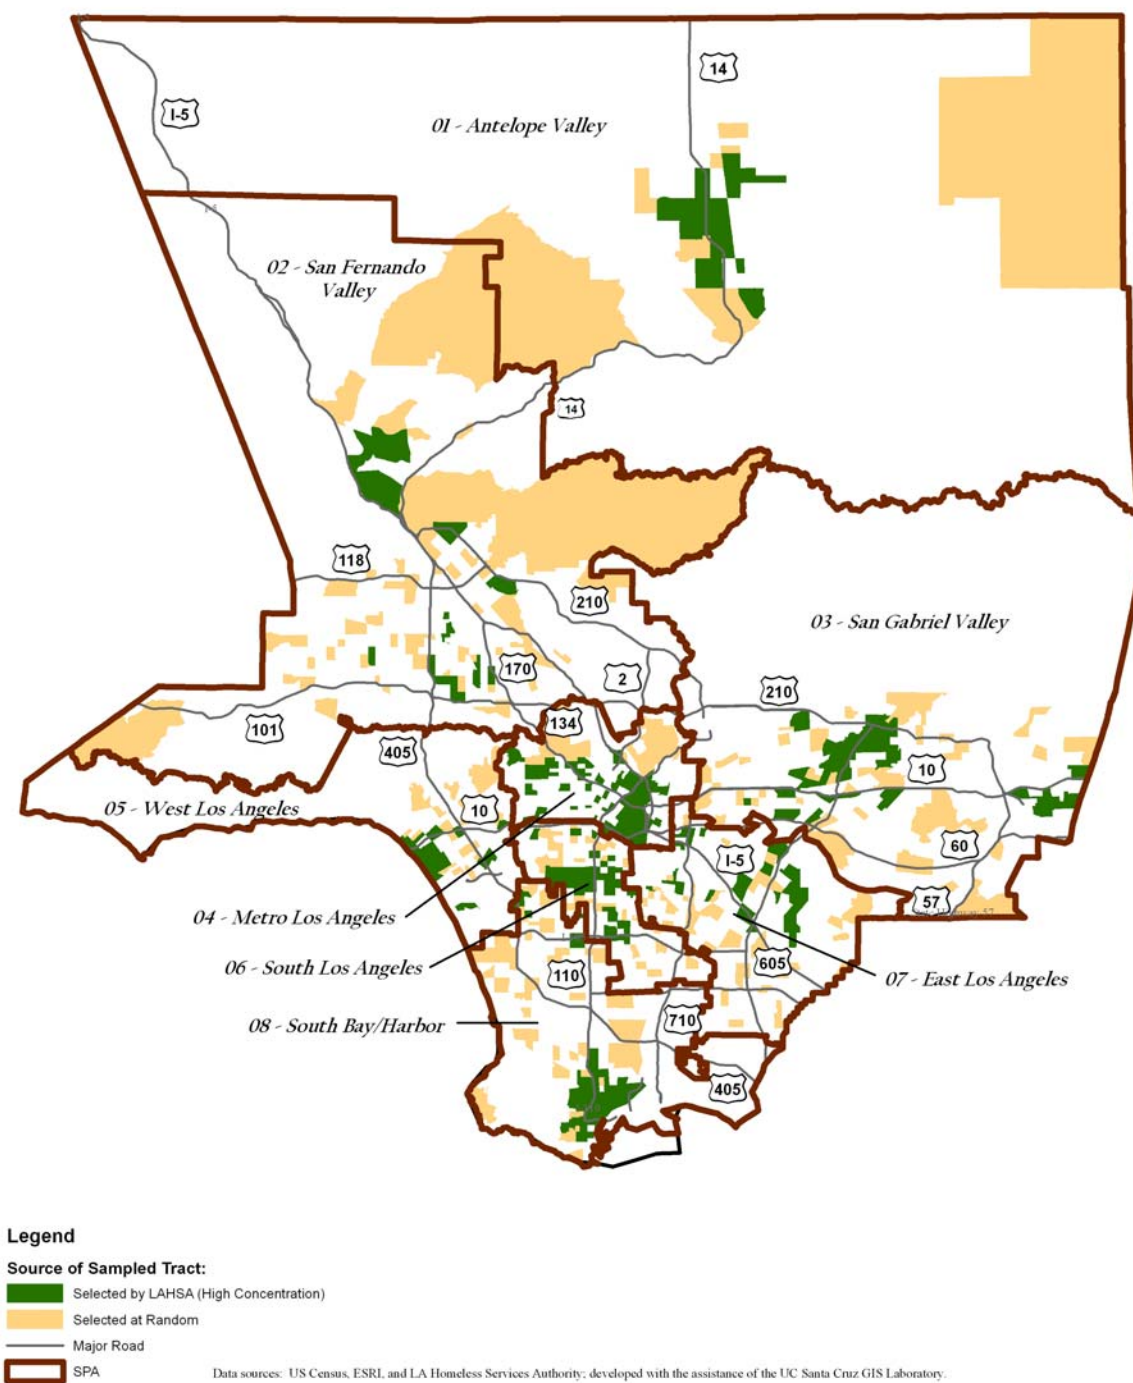 14
I-5
01 - Antelope Valley
02 - San Fernando
Valley
14
118
210
03 - San Gabriel Valley
170
2
210
134
101
405
10
10
05 - West Los Angeles
60
I-5
57
04 - Metro Los Angeles
06 - South Los Angeles
605
110
07 - East Los Angeles
08 - South Bay/Harbor
710
405
Legend
Source of Sampled Tract:
Selected by LAHSA (High Concentration)
Selected at Random
Major Road
SPA
Data sources: US Census, ESRI, and LA Homeless Services Authority; developed with the assistance of the UC Santa Cruz GIS Laboratory.